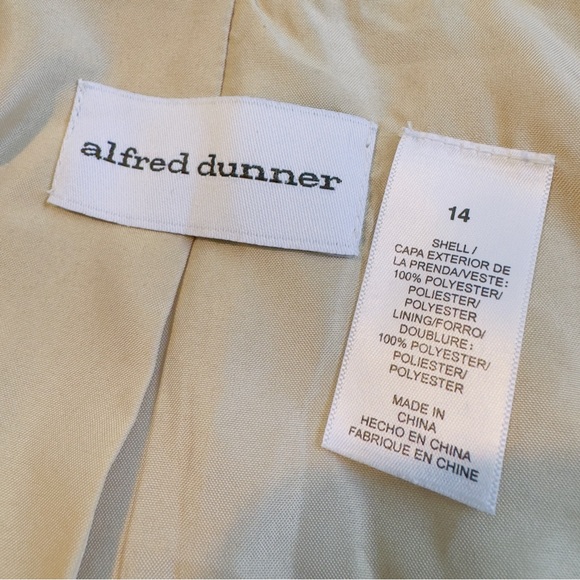 alfred dunner
14
SHELL/
CAPA EXTERIOR DE
LA PRENDA/VESTE:
100% POLYESTER/
POLIESTER/
POLYESTER
LINING/FORRO/
DOUBLURE:
100% POLYESTER/
POLIESTER/
POLYESTER
MADE IN
CHINA
HECHO EN CHINA
FABRIQUE EN CHINE